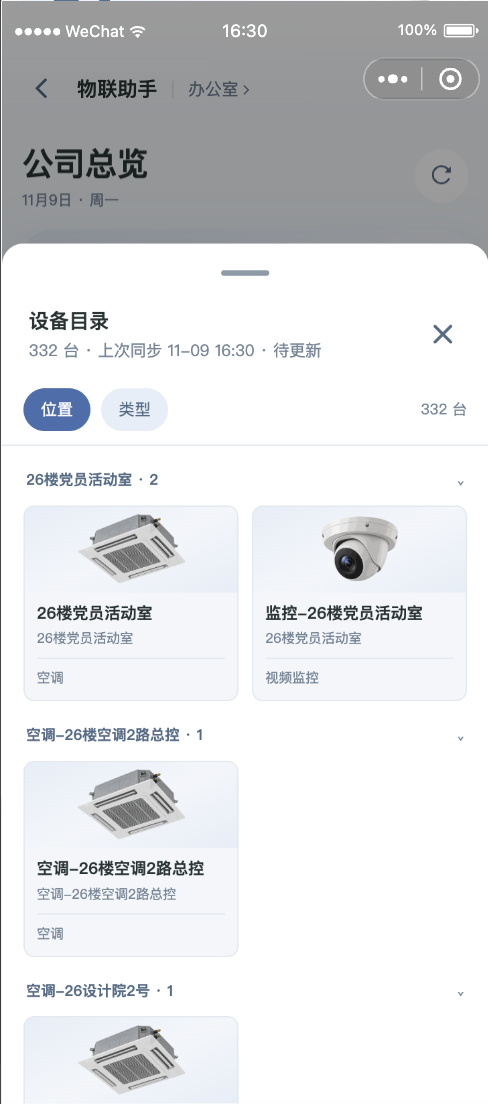 WeChat 16:30 100%
物联助手 办公室
公司总览
11月9日 · 周一
设备目录
332 台 · 上次同步 11-09 16:30 · 待更新
位置 类型 332 台
26楼党员活动室 · 2
26楼党员活动室 监控-26楼党员活动室
26楼党员活动室 26楼党员活动室
空调 视频监控
空调-26楼空调2路总控 · 1
空调-26楼空调2路总控
空调-26楼空调2路总控
空调
空调-26设计院2号 · 1